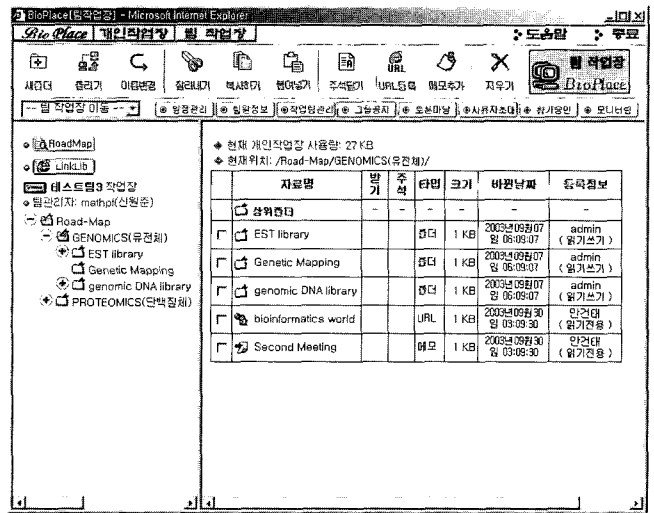 BioPlace[팀작업장] - Microsoft Internet Explorer
Bio Place 개인작업장 팀 작업장 도움말 종료
새폴더 올리기 이름변경 잘라내기 복사하기 붙여넣기 주석달기 URL등록 메모추가 지우기 팀 작업장 BioPlace
-- 팀 작업장 이동 -- 일정관리 팀원정보 작업팀관리 그늘공지 토론마당 사용자초대 참가승인 모니터링
RoadMap
LinkLib
테스트팀3 작업장
팀관리자: methpf(신원준)
Road-Map
GENOMICS(유전체)
EST library
Genetic Mapping
genomic DNA library
PROTEOMICS(단백질체)
현재 개인작업장 사용량: 27 KB
현재위치: /Road-Map/GENOMICS(유전체)/
자료명 받기 주석 타입 크기 바뀐날짜 등록정보
상위폴더 - - - - -
EST library 폴더 1 KB 2003년09월07일 06:09:07 admin (읽기쓰기)
Genetic Mapping 폴더 1 KB 2003년09월07일 06:09:07 admin (읽기쓰기)
genomic DNA library 폴더 1 KB 2003년09월07일 06:09:07 admin (읽기쓰기)
bioinformatics world URL 1 KB 2003년09월30일 03:09:30 안건태 (읽기전용)
Second Meeting 메모 1 KB 2003년09월30일 03:09:30 안건태 (읽기전용)